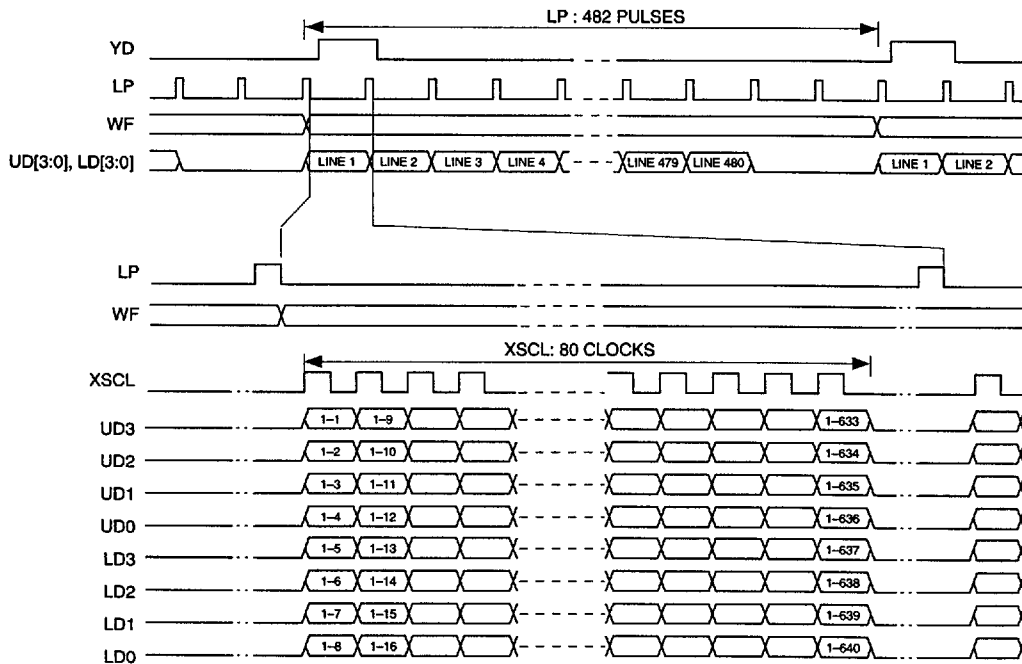 LP : 482 PULSES
YD
LP
WF
UD[3:0], LD[3:0] LINE 1 LINE 2 LINE 3 LINE 4 LINE 479 LINE 480 LINE 1 LINE 2
LP
WF
XSCL: 80 CLOCKS
XSCL
UD3 1–1 1–9 1–633
UD2 1–2 1–10 1–634
UD1 1–3 1–11 1–635
UD0 1–4 1–12 1–636
LD3 1–5 1–13 1–637
LD2 1–6 1–14 1–638
LD1 1–7 1–15 1–639
LD0 1–8 1–16 1–640